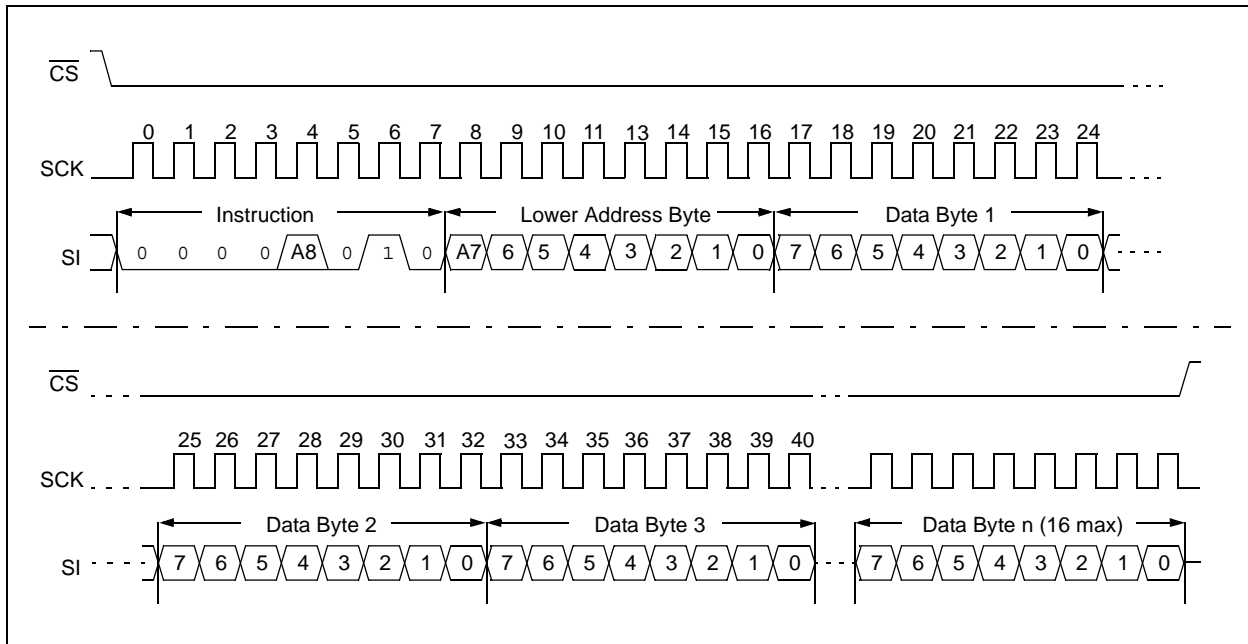 CS
0 1 2 3 4 5 6 7 8 9 10 11 13 14 15 16 17 18 19 20 21 22 23 24
SCK
Instruction Lower Address Byte Data Byte 1
SI 0 0 0 0 A8 0 1 0 A7 6 5 4 3 2 1 0 7 6 5 4 3 2 1 0
CS
25 26 27 28 29 30 31 32 33 34 35 36 37 38 39 40
SCK
Data Byte 2 Data Byte 3 Data Byte n (16 max)
SI 7 6 5 4 3 2 1 0 7 6 5 4 3 2 1 0 7 6 5 4 3 2 1 0